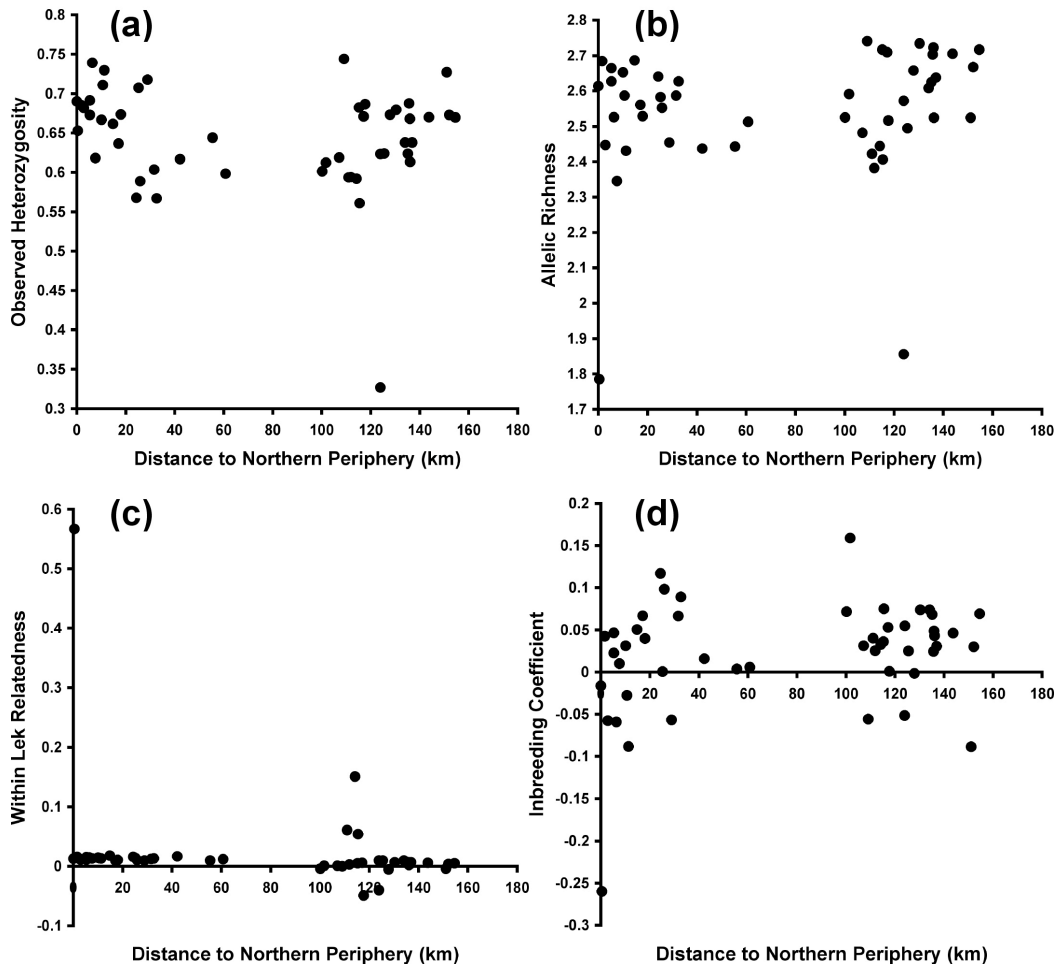 (a)
Observed Heterozygosity
0.8
0.75
0.7
0.65
0.6
0.55
0.5
0.45
0.4
0.35
0.3
0 20 40 60 80 100 120 140 160 180
Distance to Northern Periphery (km)
(b)
Allelic Richness
2.8
2.7
2.6
2.5
2.4
2.3
2.2
2.1
2
1.9
1.8
1.7
0 20 40 60 80 100 120 140 160 180
Distance to Northern Periphery (km)
(c)
Within Lek Relatedness
0.6
0.5
0.4
0.3
0.2
0.1
0
-0.1
0 20 40 60 80 100 120 140 160 180
Distance to Northern Periphery (km)
(d)
Inbreeding Coefficient
0.2
0.15
0.1
0.05
0
-0.05
-0.1
-0.15
-0.2
-0.25
-0.3
0 20 40 60 80 100 120 140 160 180
Distance to Northern Periphery (km)